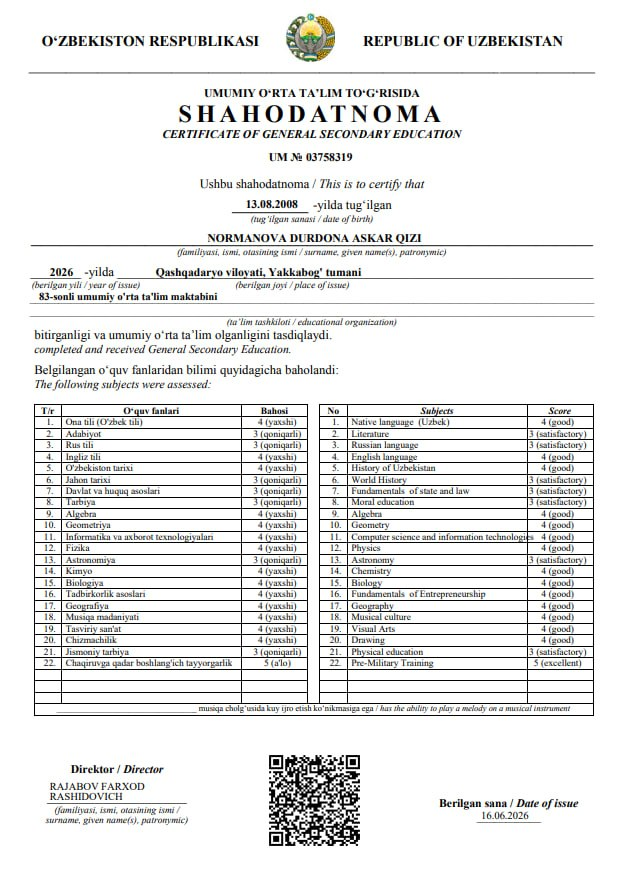 O‘ZBEKISTON RESPUBLIKASI REPUBLIC OF UZBEKISTAN
UMUMIY O‘RTA TA’LIM TO‘G‘RISIDA
SHAHODATNOMA
CERTIFICATE OF GENERAL SECONDARY EDUCATION
UM № 03758319
Ushbu shahodatnoma / This is to certify that
13.08.2008 -yilda tug‘ilgan
(tug‘ilgan sanasi / date of birth)
NORMANOVA DURDONA ASKAR QIZI
(familiyasi, ismi, otasining ismi / surname, given name(s), patronymic)
2026 -yilda Qashqadaryo viloyati, Yakkabog' tumani
(berilgan yili / year of issue) (berilgan joyi / place of issue)
83-sonli umumiy o'rta ta'lim maktabini
(ta’lim tashkiloti / educational organization)
bitirganligi va umumiy o‘rta ta’lim olganligini tasdiqlaydi.
completed and received General Secondary Education.
Belgilangan o‘quv fanlaridan bilimi quyidagicha baholandi:
The following subjects were assessed:
T/r O‘quv fanlari Bahosi No Subjects Score
1. Ona tili (O'zbek tili) 4 (yaxshi) 1. Native language (Uzbek) 4 (good)
2. Adabiyot 3 (qoniqarli) 2. Literature 3 (satisfactory)
3. Rus tili 3 (qoniqarli) 3. Russian language 3 (satisfactory)
4. Ingliz tili 4 (yaxshi) 4. English language 4 (good)
5. O'zbekiston tarixi 4 (yaxshi) 5. History of Uzbekistan 4 (good)
6. Jahon tarixi 3 (qoniqarli) 6. World History 3 (satisfactory)
7. Davlat va huquq asoslari 3 (qoniqarli) 7. Fundamentals of state and law 3 (satisfactory)
8. Tarbiya 3 (qoniqarli) 8. Moral education 3 (satisfactory)
9. Algebra 4 (yaxshi) 9. Algebra 4 (good)
10. Geometriya 4 (yaxshi) 10. Geometry 4 (good)
11. Informatika va axborot texnologiyalari 4 (yaxshi) 11. Computer science and information technologies 4 (good)
12. Fizika 4 (yaxshi) 12. Physics 4 (good)
13. Astronomiya 3 (qoniqarli) 13. Astronomy 3 (satisfactory)
14. Kimyo 4 (yaxshi) 14. Chemistry 4 (good)
15. Biologiya 4 (yaxshi) 15. Biology 4 (good)
16. Tadbirkorlik asoslari 4 (yaxshi) 16. Fundamentals of Entrepreneurship 4 (good)
17. Geografiya 4 (yaxshi) 17. Geography 4 (good)
18. Musiqa madaniyati 4 (yaxshi) 18. Musical culture 4 (good)
19. Tasviriy san'at 4 (yaxshi) 19. Visual Arts 4 (good)
20. Chizmachilik 4 (yaxshi) 20. Drawing 4 (good)
21. Jismoniy tarbiya 3 (qoniqarli) 21. Physical education 3 (satisfactory)
22. Chaqiruvga qadar boshlang'ich tayyorgarlik 5 (a'lo) 22. Pre-Military Training 5 (excellent)
musiqa cholg‘usida kuy ijro etish ko‘nikmasiga ega / has the ability to play a melody on a musical instrument
Direktor / Director
RAJABOV FARXOD
RASHIDOVICH
(familiyasi, ismi, otasining ismi /
surname, given name(s), patronymic)
Berilgan sana / Date of issue
16.06.2026